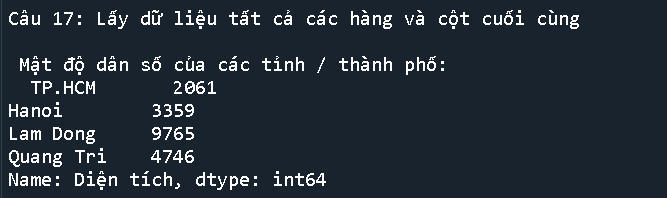 Câu 17: Lấy dữ liệu tất cả các hàng và cột cuối cùng
Mật độ dân số của các tỉnh / thành phố:
TP.HCM 2061
Hanoi 3359
Lam Dong 9765
Quang Tri 4746
Name: Diện tích, dtype: int64